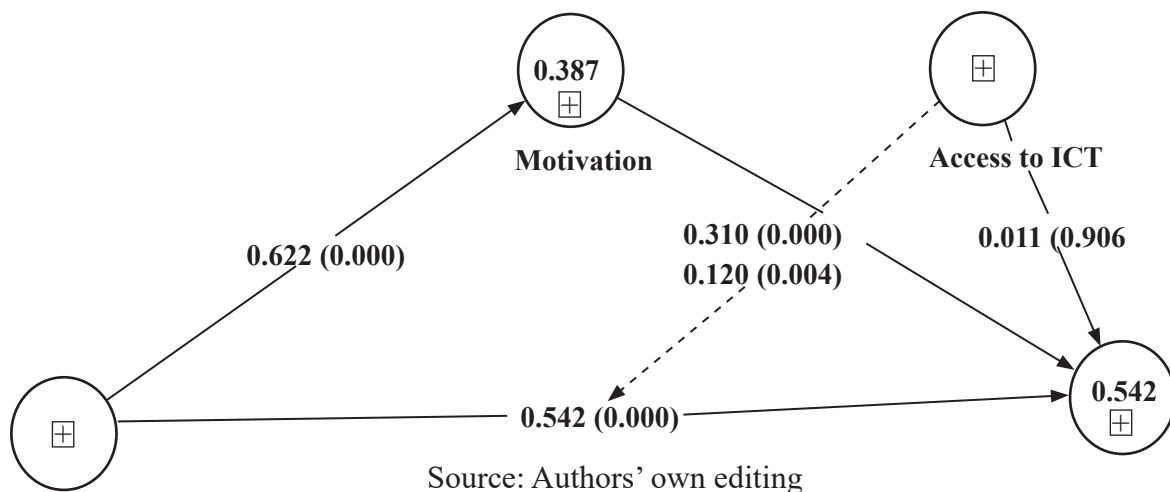 0.387
Motivation
Access to ICT
0.310 (0.000)
0.011 (0.906
0.622 (0.000)
0.120 (0.004)
0.542
0.542 (0.000)
Source: Authors’ own editing